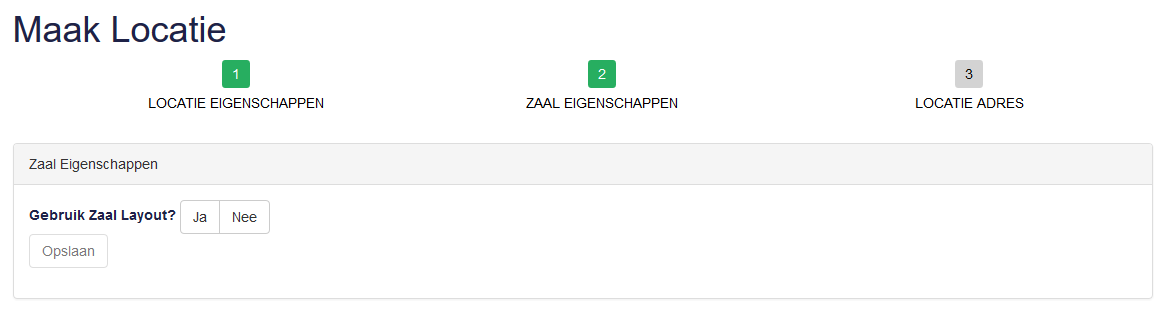 Maak Locatie
1 2 3
LOCATIE EIGENSCHAPPEN ZAAL EIGENSCHAPPEN LOCATIE ADRES
Zaal Eigenschappen
Gebruik Zaal Layout? Ja Nee
Opslaan